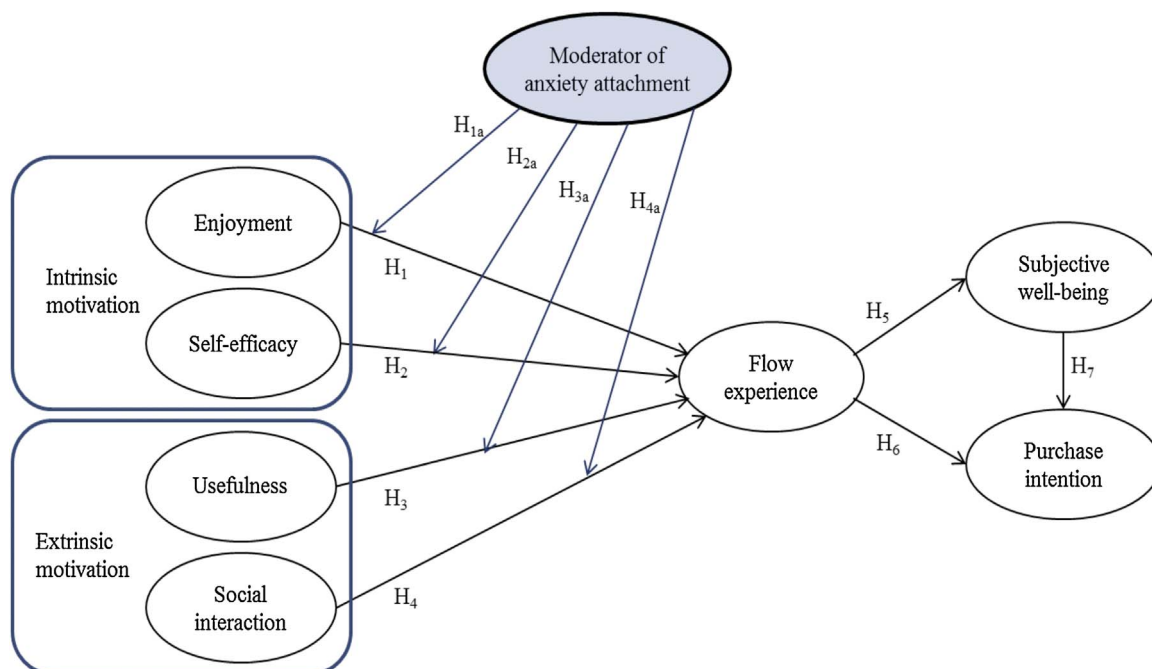 Moderator of
anxiety attachment
H1a
H2a
H3a
H4a
Enjoyment
H1
Intrinsic
motivation
Self-efficacy
H2
Subjective
well-being
H5
Flow
experience
H7
H6
Purchase
intention
Usefulness
H3
Extrinsic
motivation
Social
interaction
H4